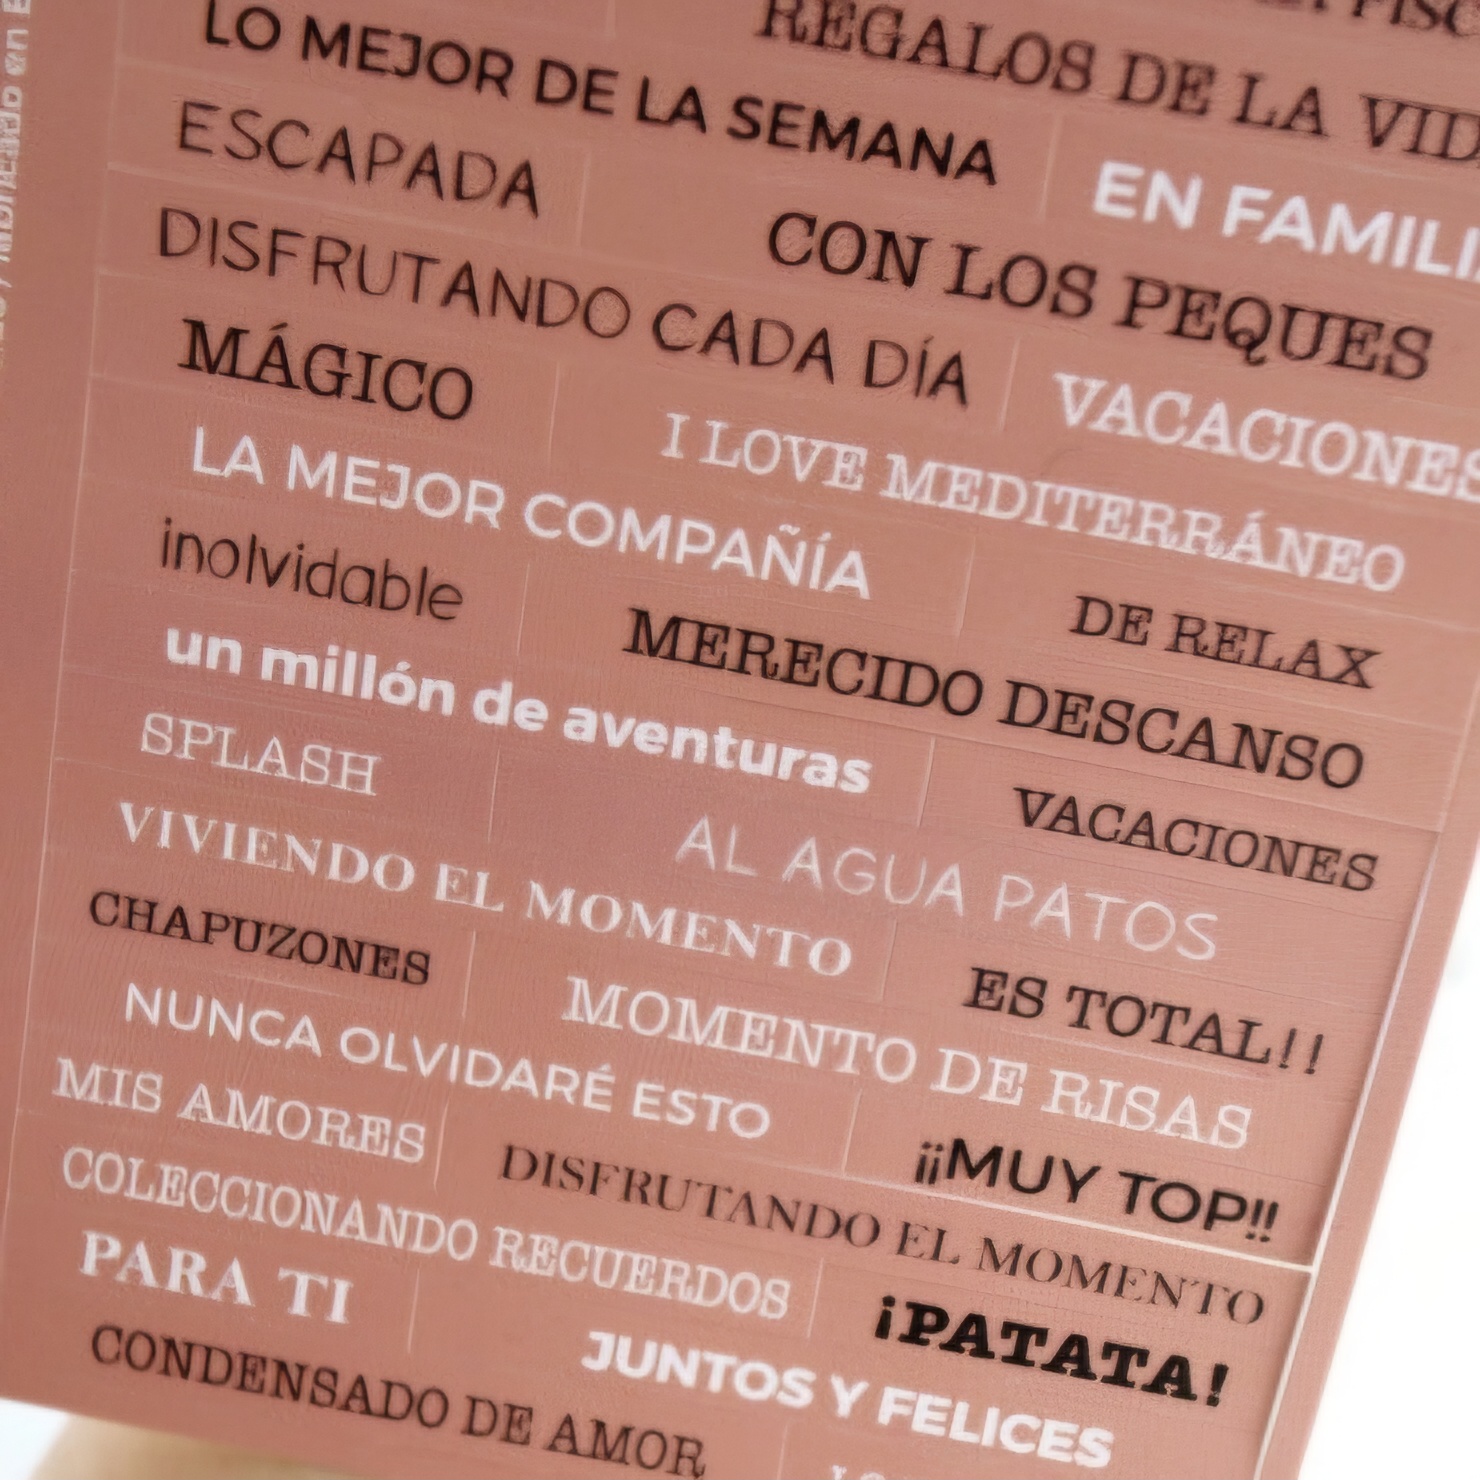 LO MEJOR DE LA SEMANA
REGALOS DE LA
ESCAPADA
EN
CON LOS PEQUES
DISFRUTANDO CADA DÍA
VACACIONES
MÁGICO
I LOVE MEDITERRÁNEO
LA MEJOR COMPAÑÍA
DE RELAX
inolvidable
MERECIDO DESCANSO
un millón de aventuras
VACACIONES
SPLASH
AL AGUA PATOS
VIVIENDO EL MOMENTO
ES TOTAL!!
CHAPUZONES
MOMENTO DE RISAS
NUNCA OLVIDARÉ ESTO
¡¡MUY TOP!!
MIS AMORES
DISFRUTANDO EL MOMENTO
COLECCIONANDO RECUERDOS
¡PATATA!
PARA TI
JUNTOS Y FELICES
CONDENSADO DE AMOR